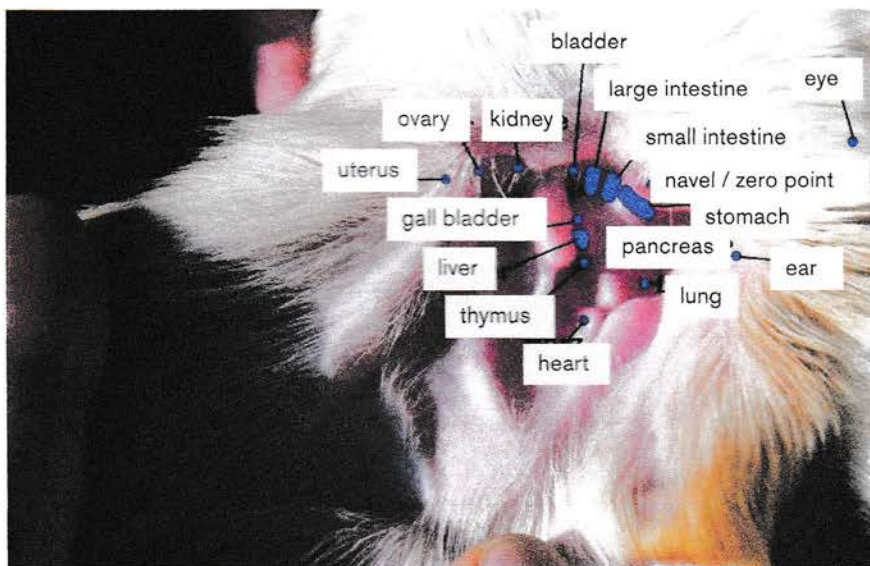 bladder
large intestine
eye
ovary
kidney
small intestine
uterus
navel / zero point
gall bladder
stomach
pancreas
liver
ear
thymus
lung
heart